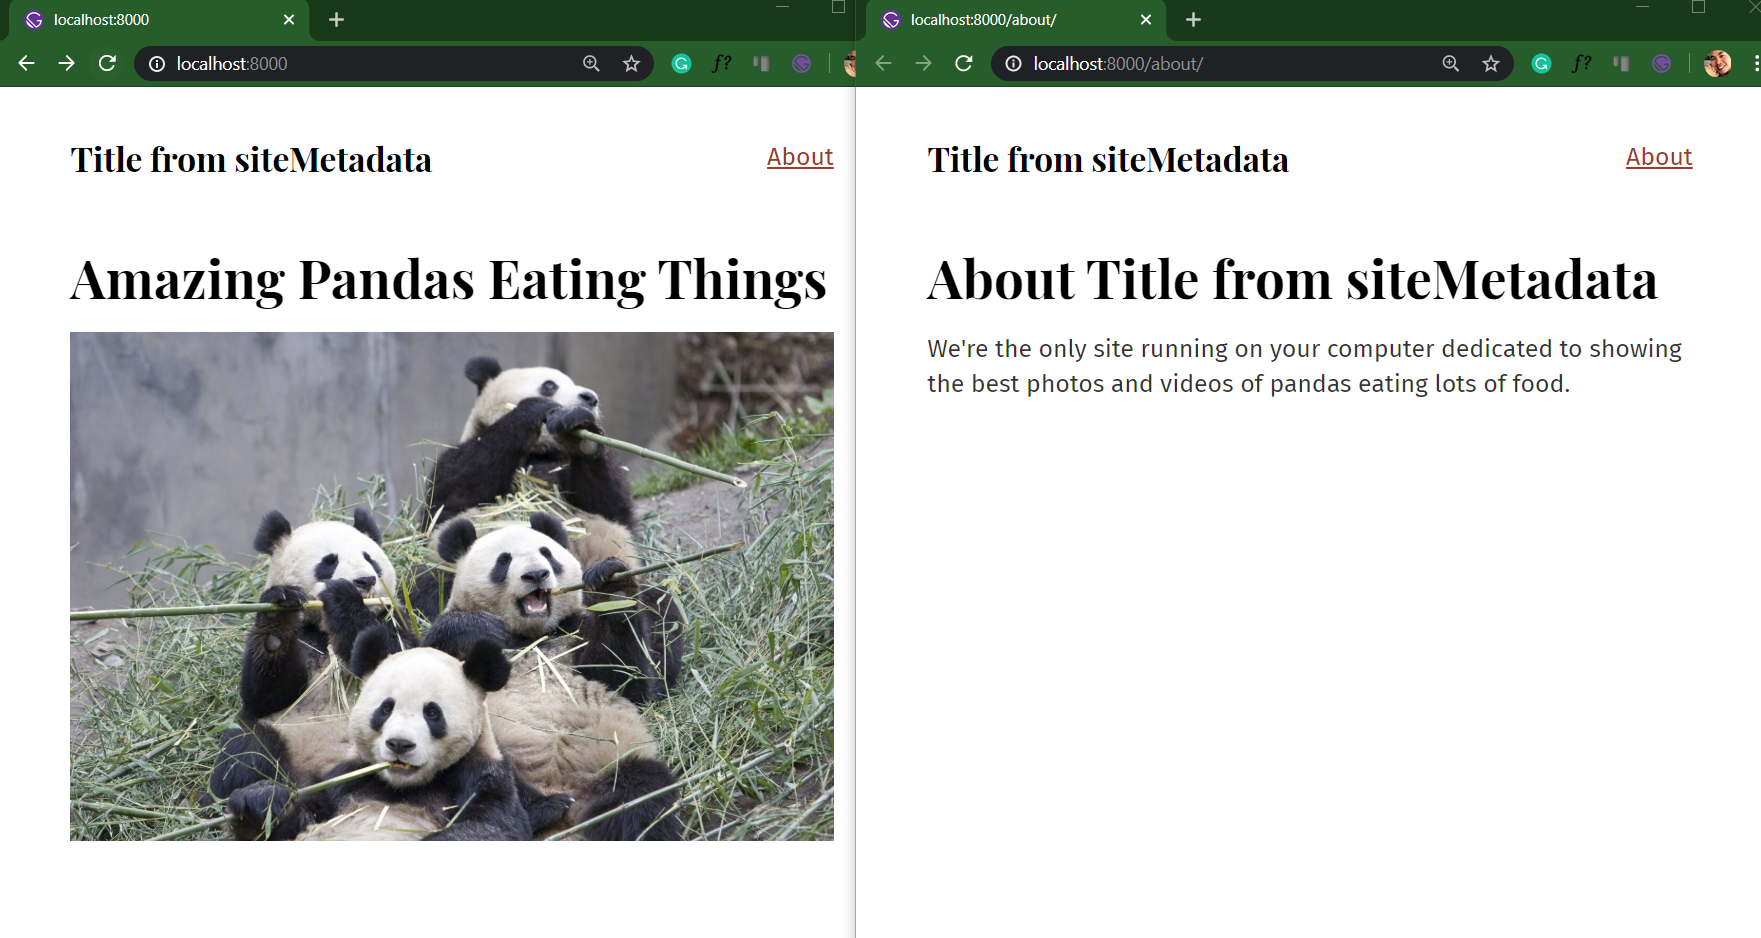 localhost:8000
localhost:8000
Title from siteMetadata
About
Amazing Pandas Eating Things
localhost:8000/about/
localhost:8000/about/
f?
f?
Title from siteMetadata
About
About Title from siteMetadata
We're the only site running on your computer dedicated to showing
the best photos and videos of pandas eating lots of food.